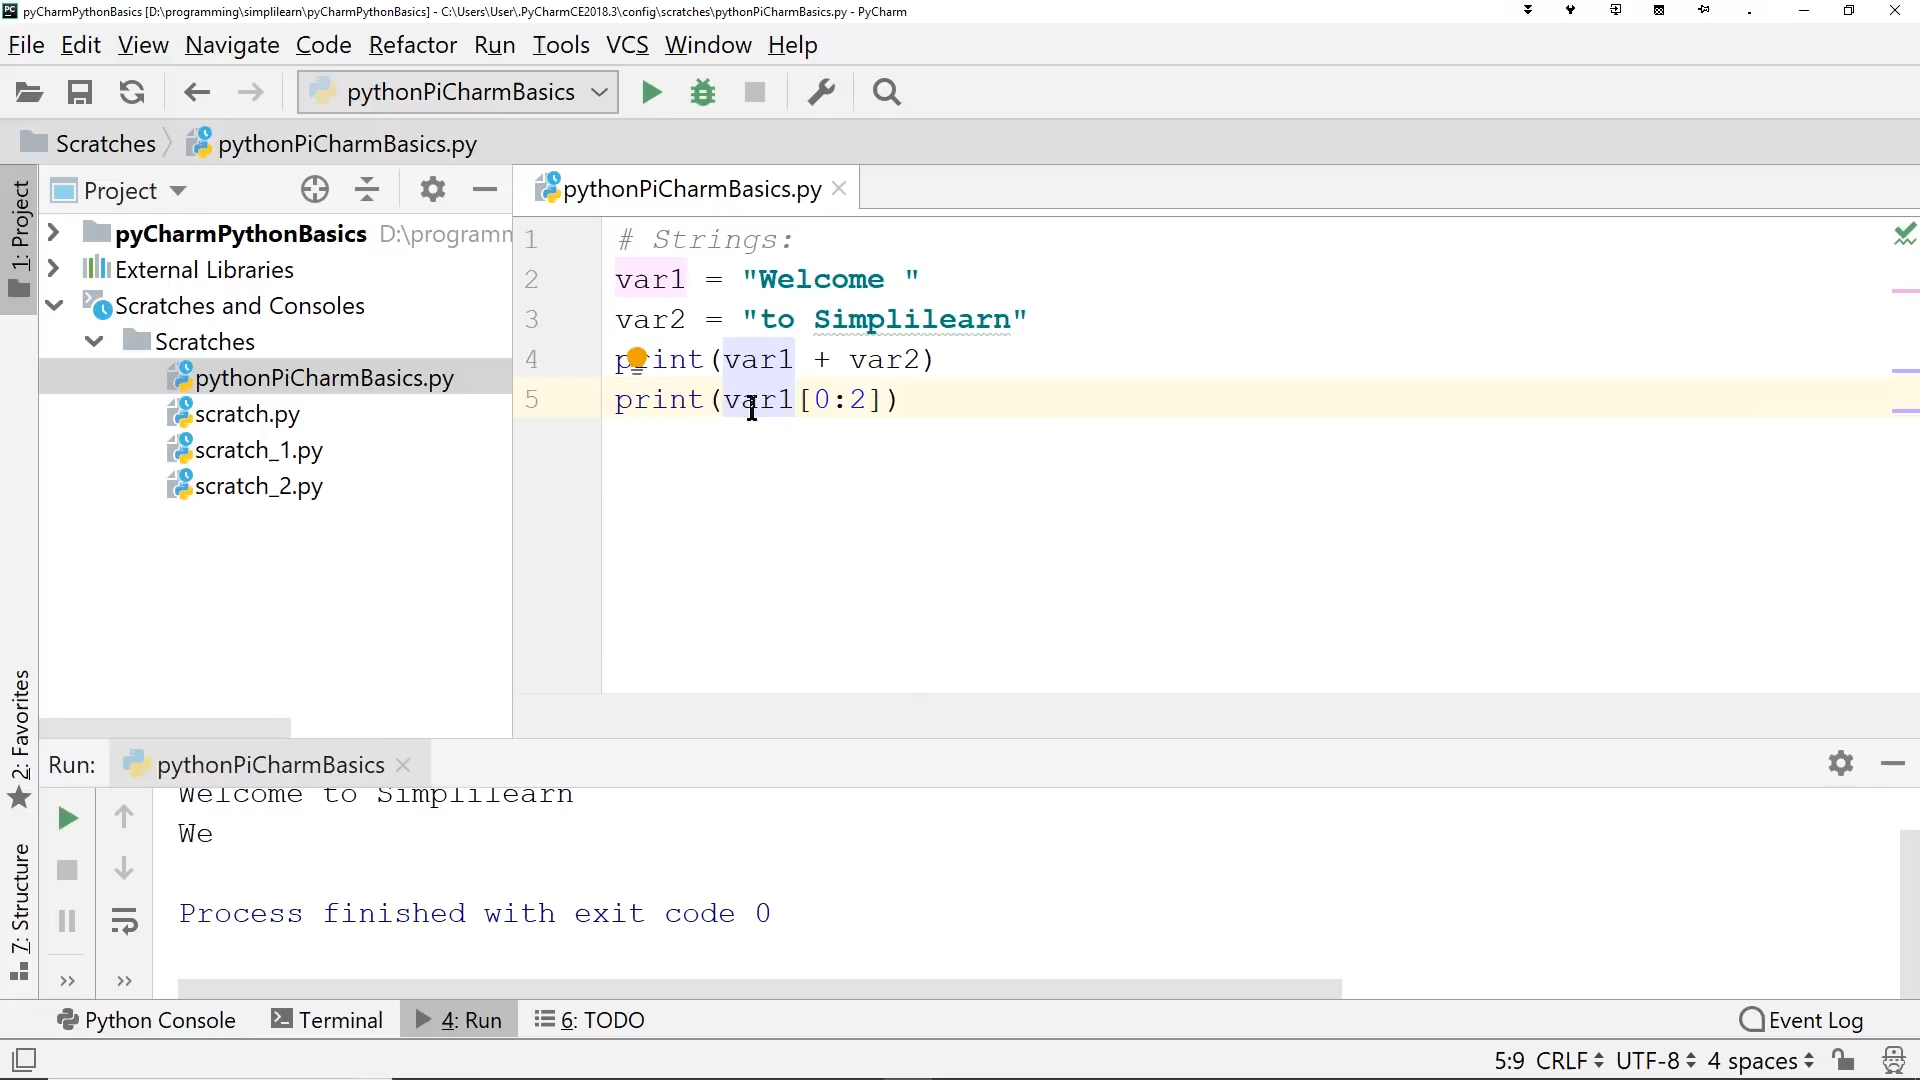 pyCharmPythonBasics [D:\programming\simplilearn\pyCharmPythonBasics] - C:\Users\User\.PyCharmCE2018.3\config\scratches\pythonPiCharmBasics.py - PyCharm
File Edit View Navigate Code Refactor Run Tools VCS Window Help
pythonPiCharmBasics
Scratches pythonPiCharmBasics.py
1: Project
Project
pythonPiCharmBasics.py
pyCharmPythonBasics D:\programm
External Libraries
Scratches and Consoles
Scratches
pythonPiCharmBasics.py
scratch.py
scratch_1.py
scratch_2.py
1 # Strings:
2 var1 = "Welcome "
3 var2 = "to Simplilearn"
4 print(var1 + var2)
5 print(var1[0:2])
2: Favorites
7: Structure
Run: pythonPiCharmBasics
Welcome to Simplilearn
We
Process finished with exit code 0
Python Console Terminal 4: Run 6: TODO Event Log
5:9 CRLF UTF-8 4 spaces